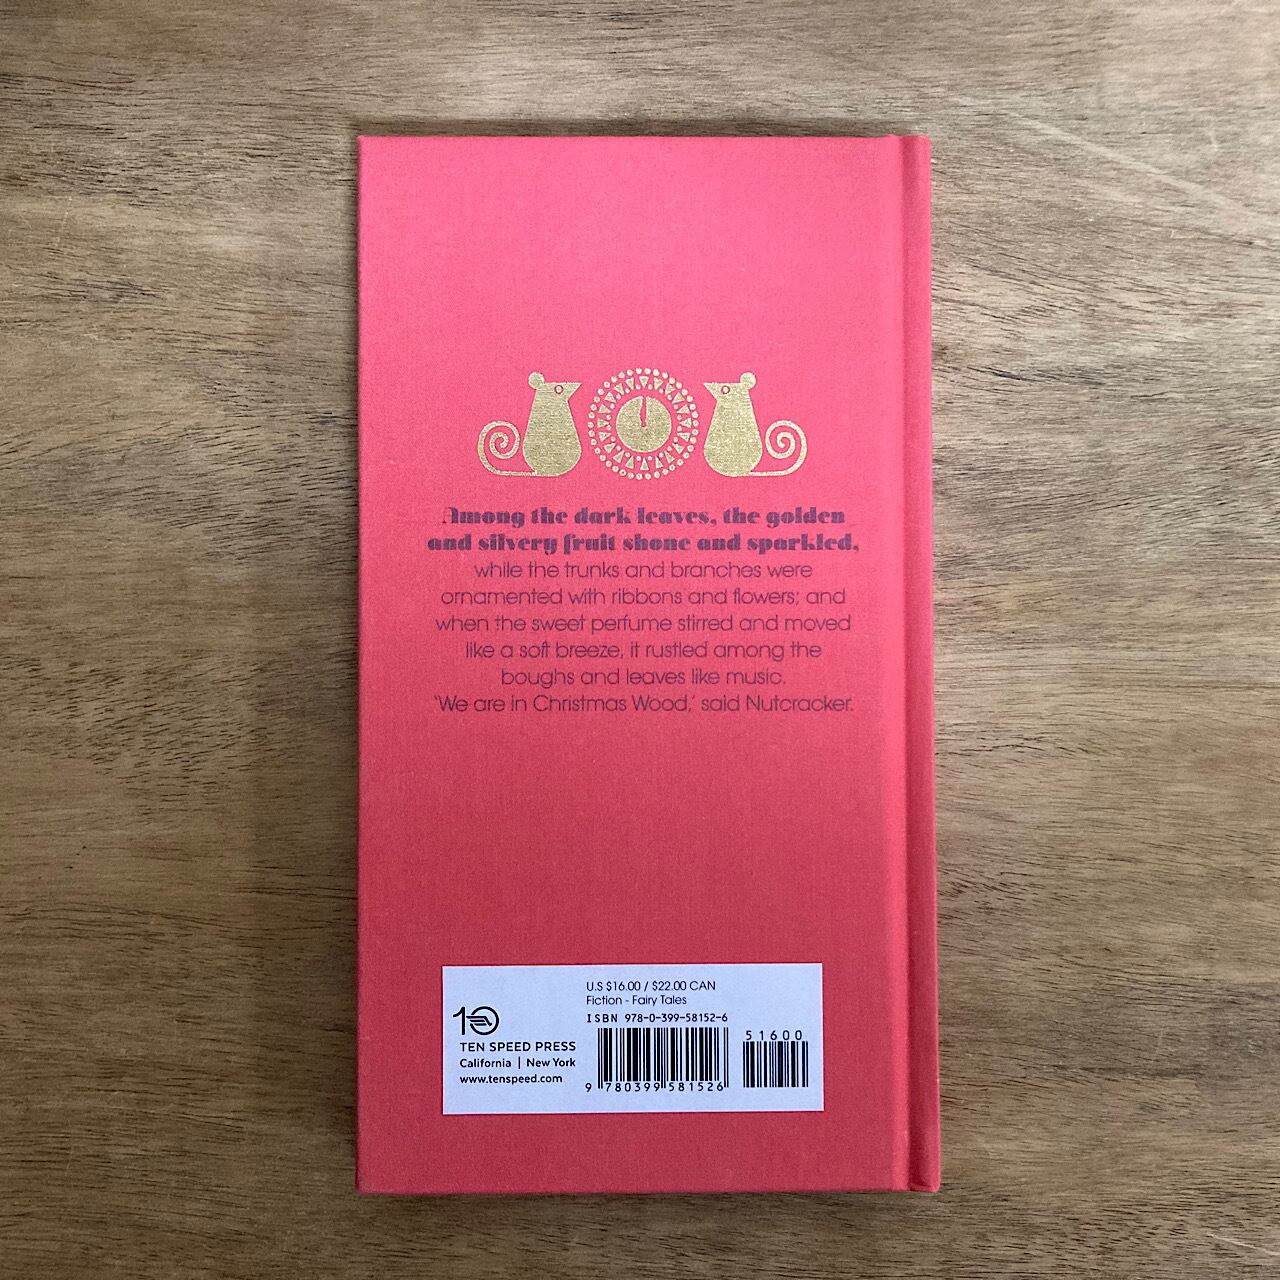 Among the dark leaves, the golden
and silvery fruit shone and sparkled,
while the trunks and branches were
ornamented with ribbons and flowers; and
when the sweet perfume stirred and moved
like a soft breeze, it rustled among the
boughs and leaves like music.
‘We are in Christmas Wood,’ said Nutcracker.
10
TEN SPEED PRESS
California | New York
www.tenspeed.com
U.S $16.00 / $22.00 CAN
Fiction - Fairy Tales
ISBN 978-0-399-58152-6
51600
9 780399 581526